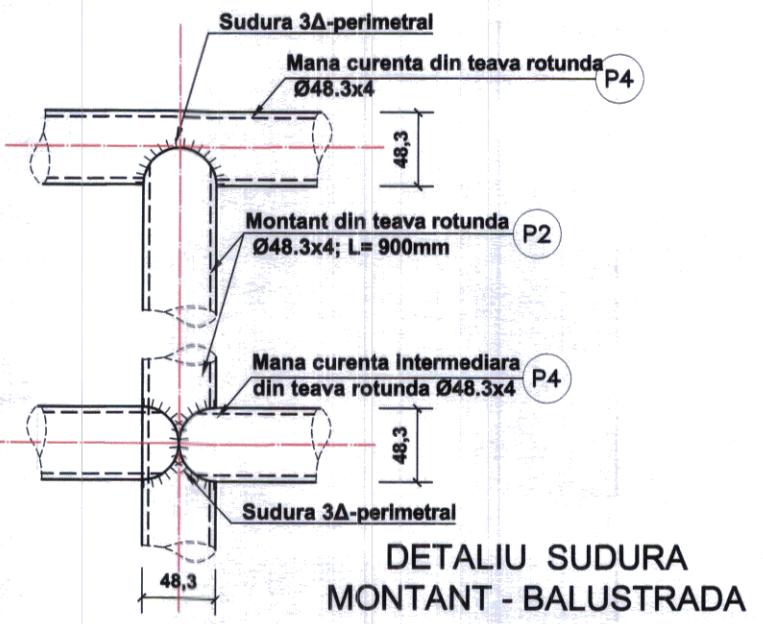 Sudura 3Δ-perimetral
Mana curenta din teava rotunda
Ø48.3x4
P4
48,3
Montant din teava rotunda
Ø48.3x4; L= 900mm
P2
Mana curenta intermediara
din teava rotunda Ø48.3x4
P4
48,3
Sudura 3Δ-perimetral
48,3
DETALIU SUDURA
MONTANT - BALUSTRADA